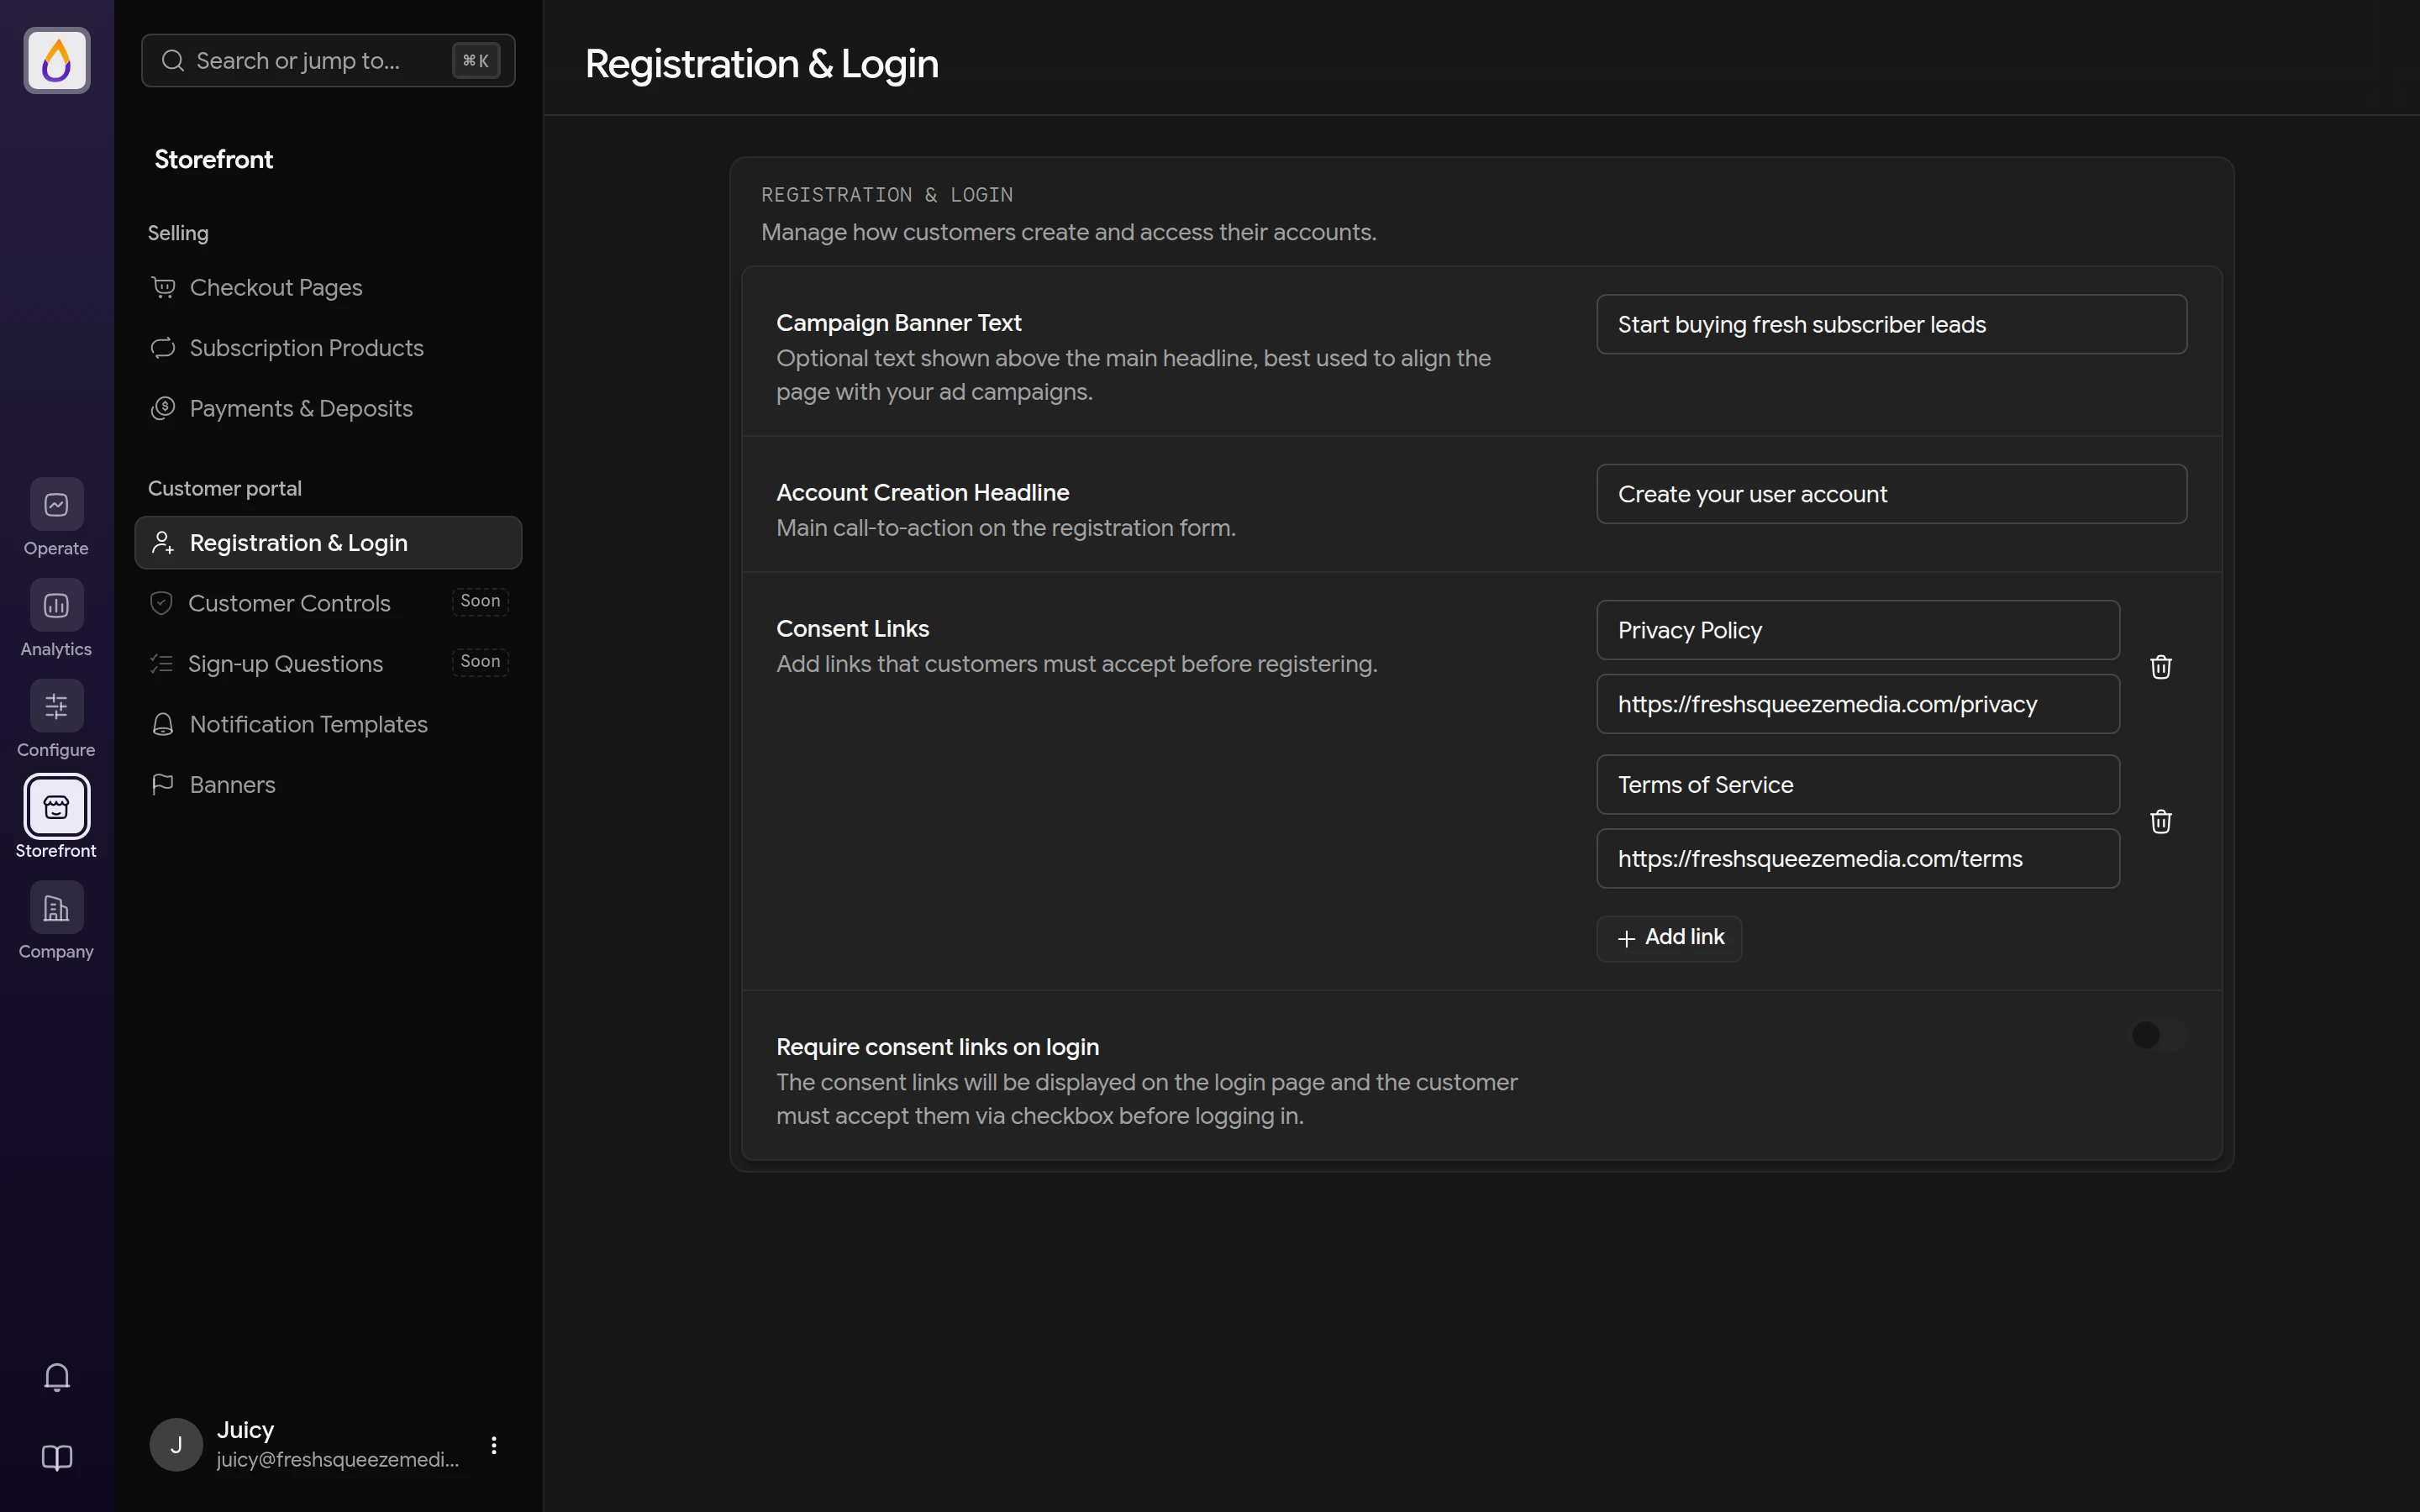 Search or jump to...
⌘K
Storefront
Selling
Checkout Pages
Subscription Products
Payments & Deposits
Customer portal
Registration & Login
Customer Controls
Soon
Sign-up Questions
Soon
Notification Templates
Banners
Operate
Analytics
Configure
Storefront
Company
J
Juicy
juicy@freshsqueezemedi...
Registration & Login
REGISTRATION & LOGIN
Manage how customers create and access their accounts.
Campaign Banner Text
Optional text shown above the main headline, best used to align the
page with your ad campaigns.
Start buying fresh subscriber leads
Account Creation Headline
Main call-to-action on the registration form.
Create your user account
Consent Links
Add links that customers must accept before registering.
Privacy Policy
https://freshsqueezemedia.com/privacy
Terms of Service
https://freshsqueezemedia.com/terms
Add link
Require consent links on login
The consent links will be displayed on the login page and the customer
must accept them via checkbox before logging in.